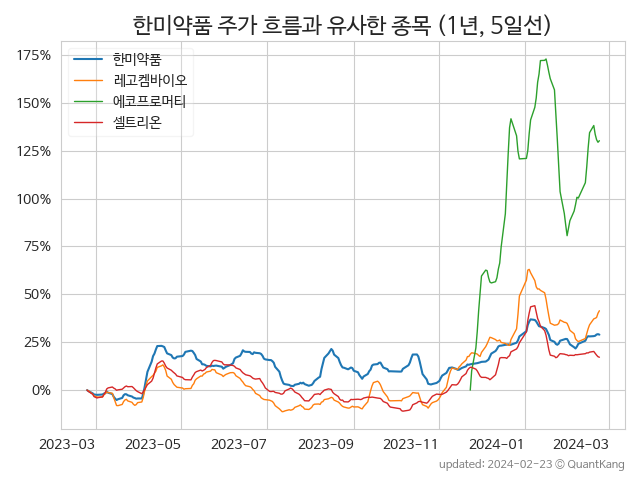 한미약품 주가 흐름과 유사한 종목 (1년, 5일선)
175%
150%
125%
100%
75%
50%
25%
0%
한미약품
레고켐바이오
에코프로머티
셀트리온
2023-03 2023-05 2023-07 2023-09 2023-11 2024-01 2024-03
updated: 2024-02-23 © QuantKang